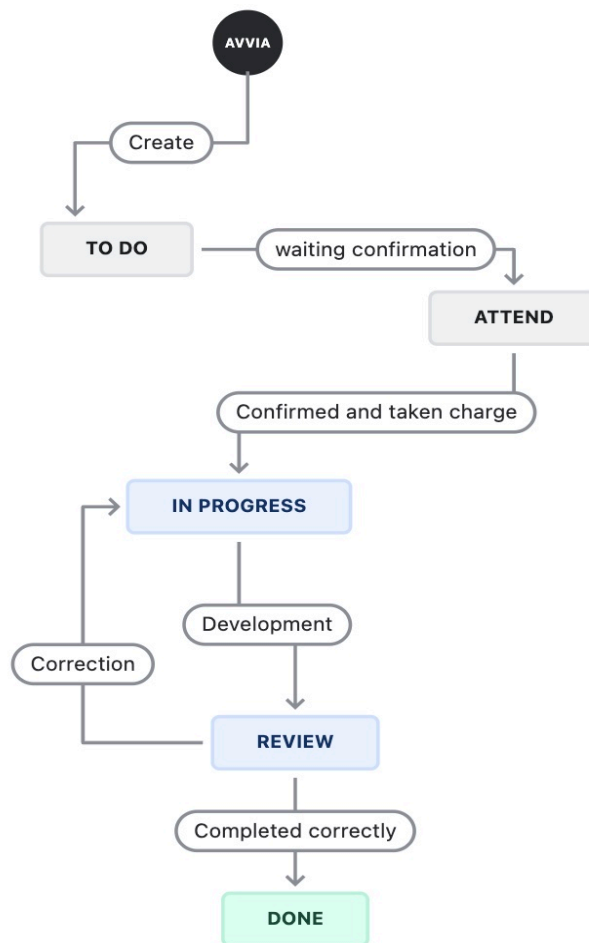 AVVIA
Create
TO DO
waiting confirmation
ATTEND
Confirmed and taken charge
IN PROGRESS
Development
Correction
REVIEW
Completed correctly
DONE